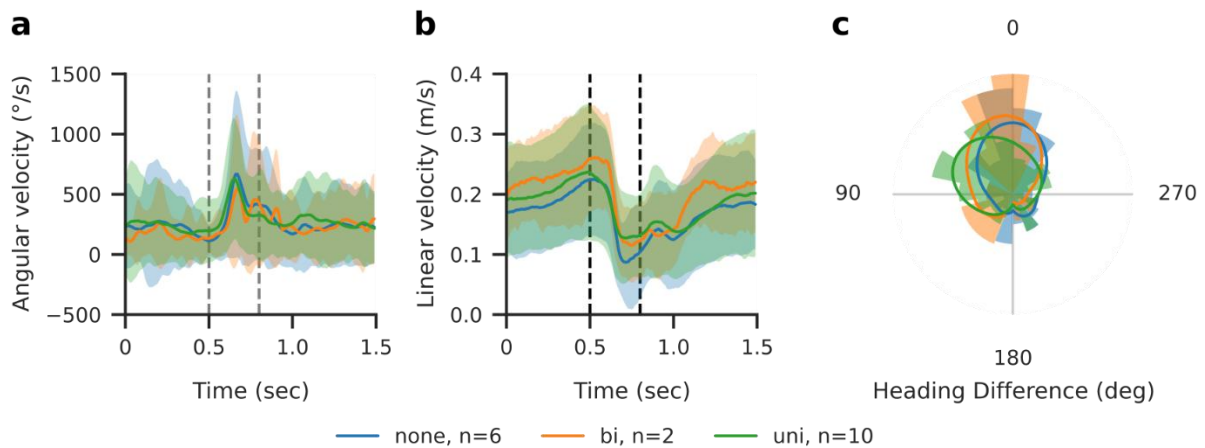 a
Angular velocity (°/s)
1500
1000
500
0
−500
0
0.5
1.0
1.5
Time (sec)
b
Linear velocity (m/s)
0.4
0.3
0.2
0.1
0.0
0
0.5
1.0
1.5
Time (sec)
c
0
90
270
180
Heading Difference (deg)
none, n=6
bi, n=2
uni, n=10